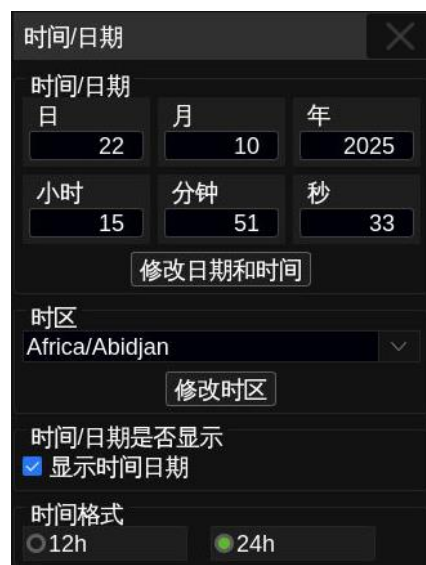 时间/日期
时间/日期
日 月 年
22 10 2025
小时 分钟 秒
15 51 33
修改日期和时间
时区
Africa/Abidjan
修改时区
时间/日期是否显示
显示时间日期
时间格式
12h 24h